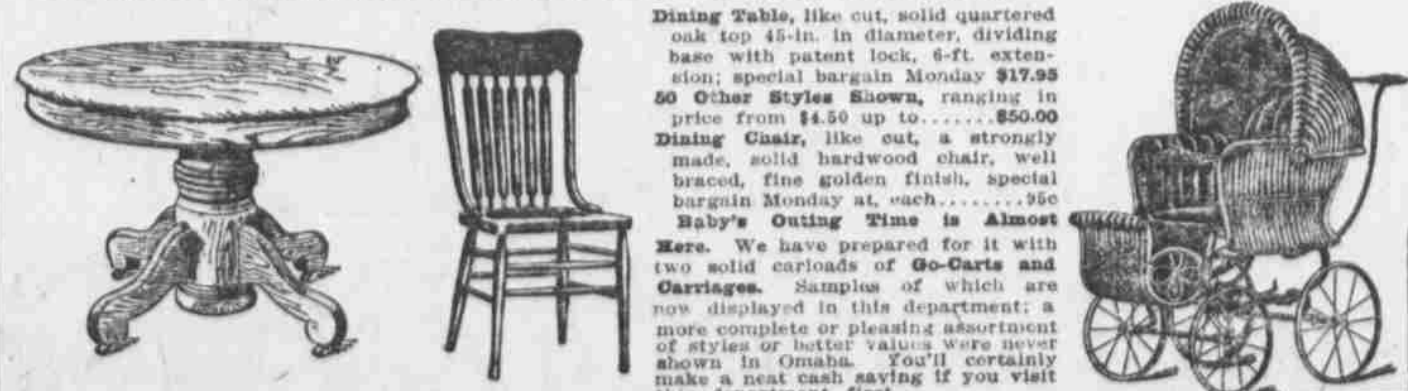 Dining Table, like cut, solid quartered
oak top 45-in. in diameter, dividing
base with patent lock, 6-ft. exten-
sion; special bargain Monday $17.95
50 Other Styles Shown, ranging in
price from $4.50 up to.......$50.00
Dining Chair, like cut, a strongly
made, solid hardwood chair, well
braced, fine golden finish, special
bargain Monday at, each........95c
Baby's Outing Time is Almost
Here. We have prepared for it with
two solid carloads of Go-Carts and
Carriages. Samples of which are
now displayed in this department; a
more complete or pleasing assortment
of styles or better values were never
shown in Omaha. You'll certainly
make a neat cash saving if you visit
department first